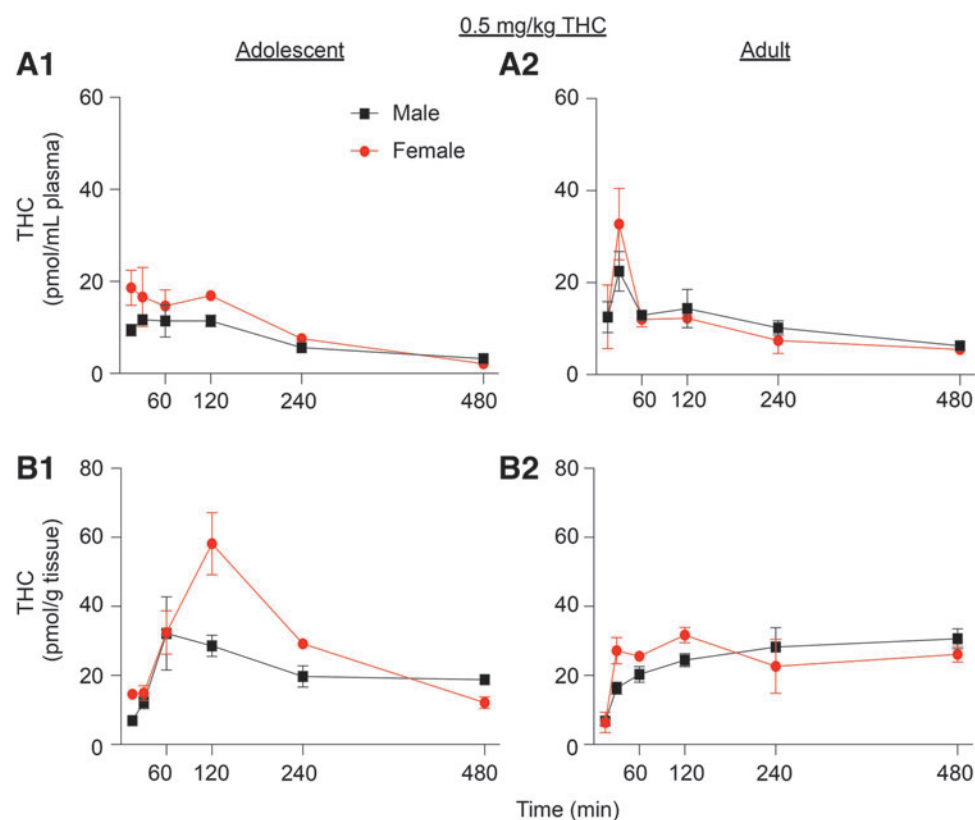 0.5 mg/kg THC
Adolescent
Adult
A1
A2
60
40
20
0
THC
(pmol/mL plasma)
Male
Female
60
120
240
480
60
40
20
0
60
120
240
480
B1
B2
80
60
40
20
0
THC
(pmol/g tissue)
60
120
240
480
80
60
40
20
0
60
120
240
480
Time (min)